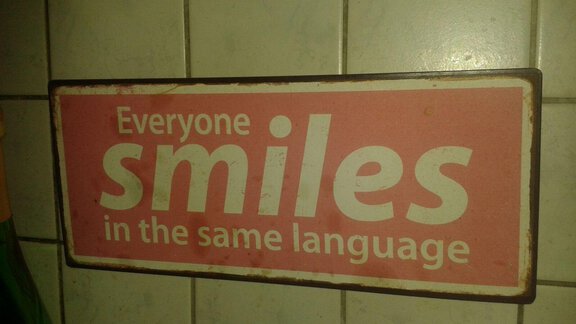 Everyone
smiles
in the same language